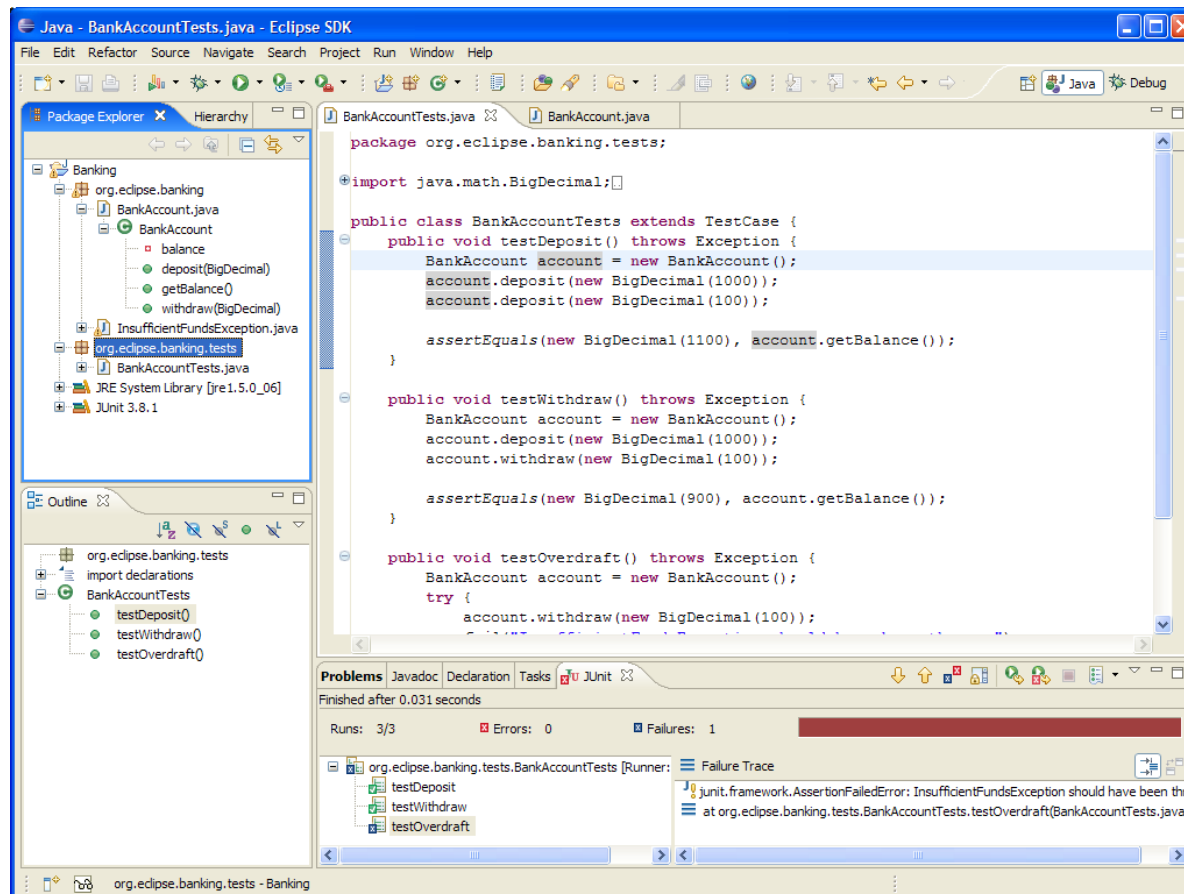 Java - BankAccountTests.java - Eclipse SDK
File Edit Refactor Source Navigate Search Project Run Window Help
Java Debug
Package Explorer Hierarchy
Banking
org.eclipse.banking
BankAccount.java
BankAccount
balance
deposit(BigDecimal)
getBalance()
withdraw(BigDecimal)
InsufficientFundsException.java
org.eclipse.banking.tests
BankAccountTests.java
JRE System Library [jre1.5.0_06]
JUnit 3.8.1
Outline
org.eclipse.banking.tests
import declarations
BankAccountTests
testDeposit()
testWithdraw()
testOverdraft()
BankAccountTests.java BankAccount.java
package org.eclipse.banking.tests;
import java.math.BigDecimal;
public class BankAccountTests extends TestCase {
public void testDeposit() throws Exception {
BankAccount account = new BankAccount();
account.deposit(new BigDecimal(1000));
account.deposit(new BigDecimal(100));
assertEquals(new BigDecimal(1100), account.getBalance());
}
public void testWithdraw() throws Exception {
BankAccount account = new BankAccount();
account.deposit(new BigDecimal(1000));
account.withdraw(new BigDecimal(100));
assertEquals(new BigDecimal(900), account.getBalance());
}
public void testOverdraft() throws Exception {
BankAccount account = new BankAccount();
try {
account.withdraw(new BigDecimal(100));
Problems Javadoc Declaration Tasks JUnit
Finished after 0.031 seconds
Runs: 3/3 Errors: 0 Failures: 1
org.eclipse.banking.tests.BankAccountTests [Runner:
testDeposit
testWithdraw
testOverdraft
Failure Trace
junit.framework.AssertionFailedError: InsufficientFundsException should have been thr
at org.eclipse.banking.tests.BankAccountTests.testOverdraft(BankAccountTests.java
org.eclipse.banking.tests - Banking